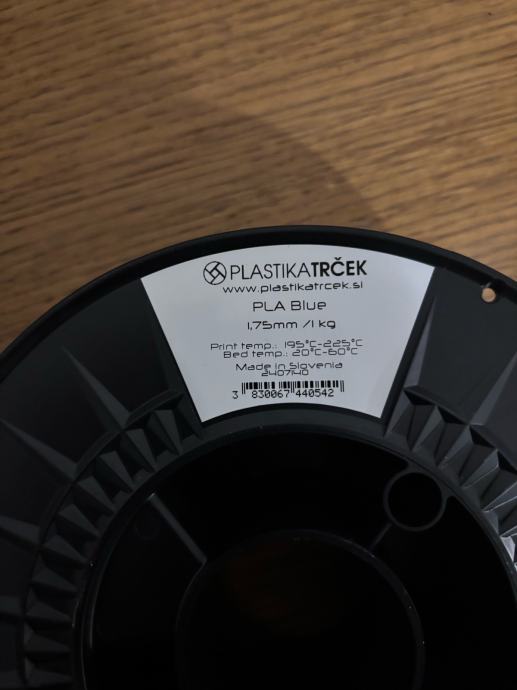 PLASTIKATRČEK
www.plastikatrcek.si
PLA Blue
1,75mm /1 kg
Print temp.: 195°C-225°C
Bed temp.: 20°C-60°C
Made in Slovenia
2407140
3 830067 440542